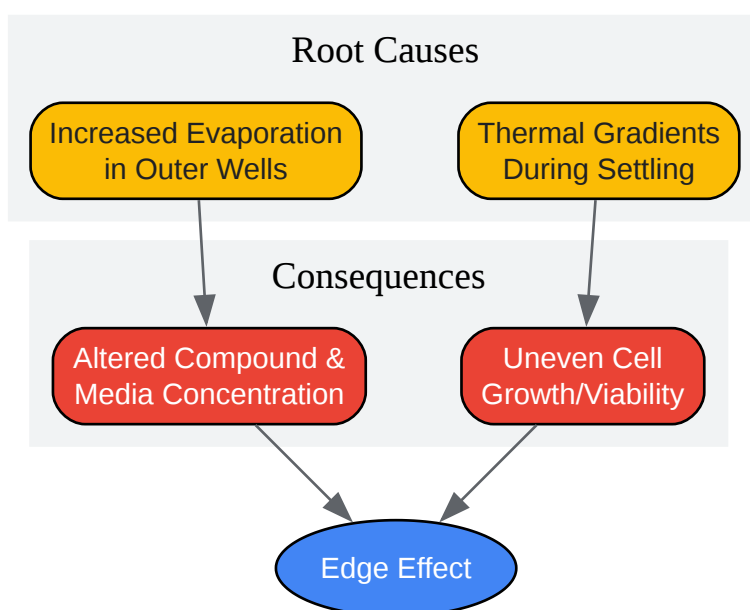 Root Causes
Increased Evaporation
in Outer Wells
Thermal Gradients
During Settling
Consequences
Altered Compound &
Media Concentration
Uneven Cell
Growth/Viability
Edge Effect